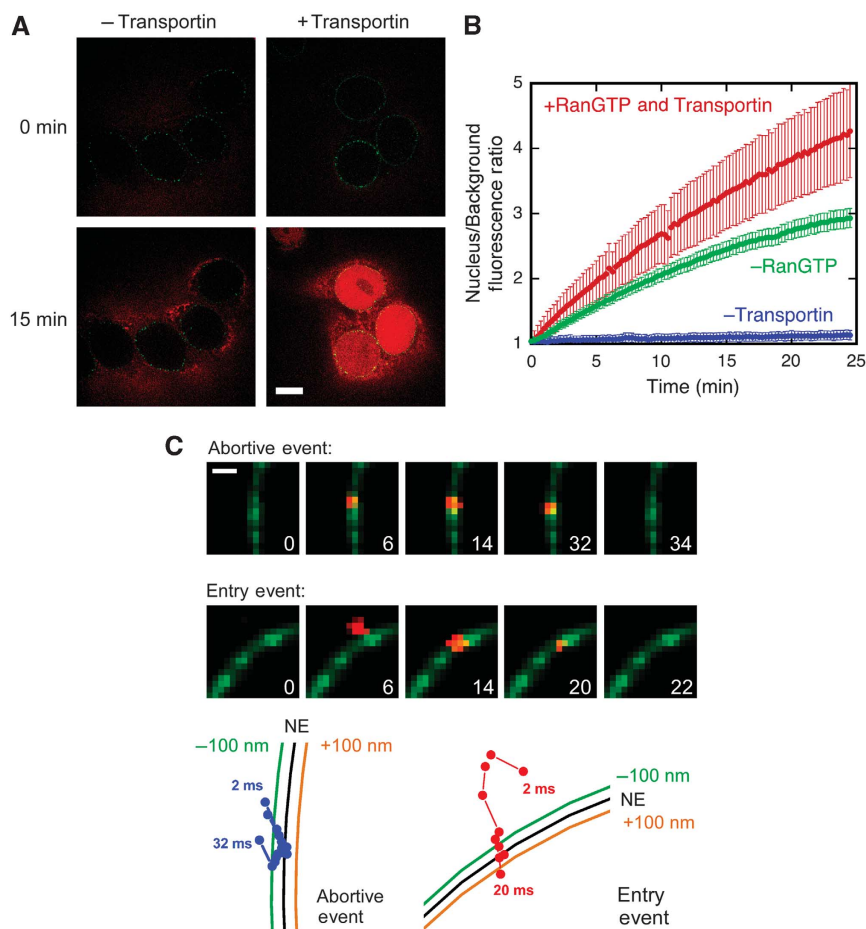 A
– Transportin
+ Transportin
0 min
15 min
B
5
4
3
2
1
Nucleus/Background
fluorescence ratio
+RanGTP and Transportin
–RanGTP
–Transportin
0 5 10 15 20 25
Time (min)
C
Abortive event:
0 6 14 32 34
Entry event:
0 6 14 20 22
–100 nm
NE
+100 nm
2 ms
32 ms
Abortive
event
2 ms
–100 nm
NE
+100 nm
20 ms
Entry
event